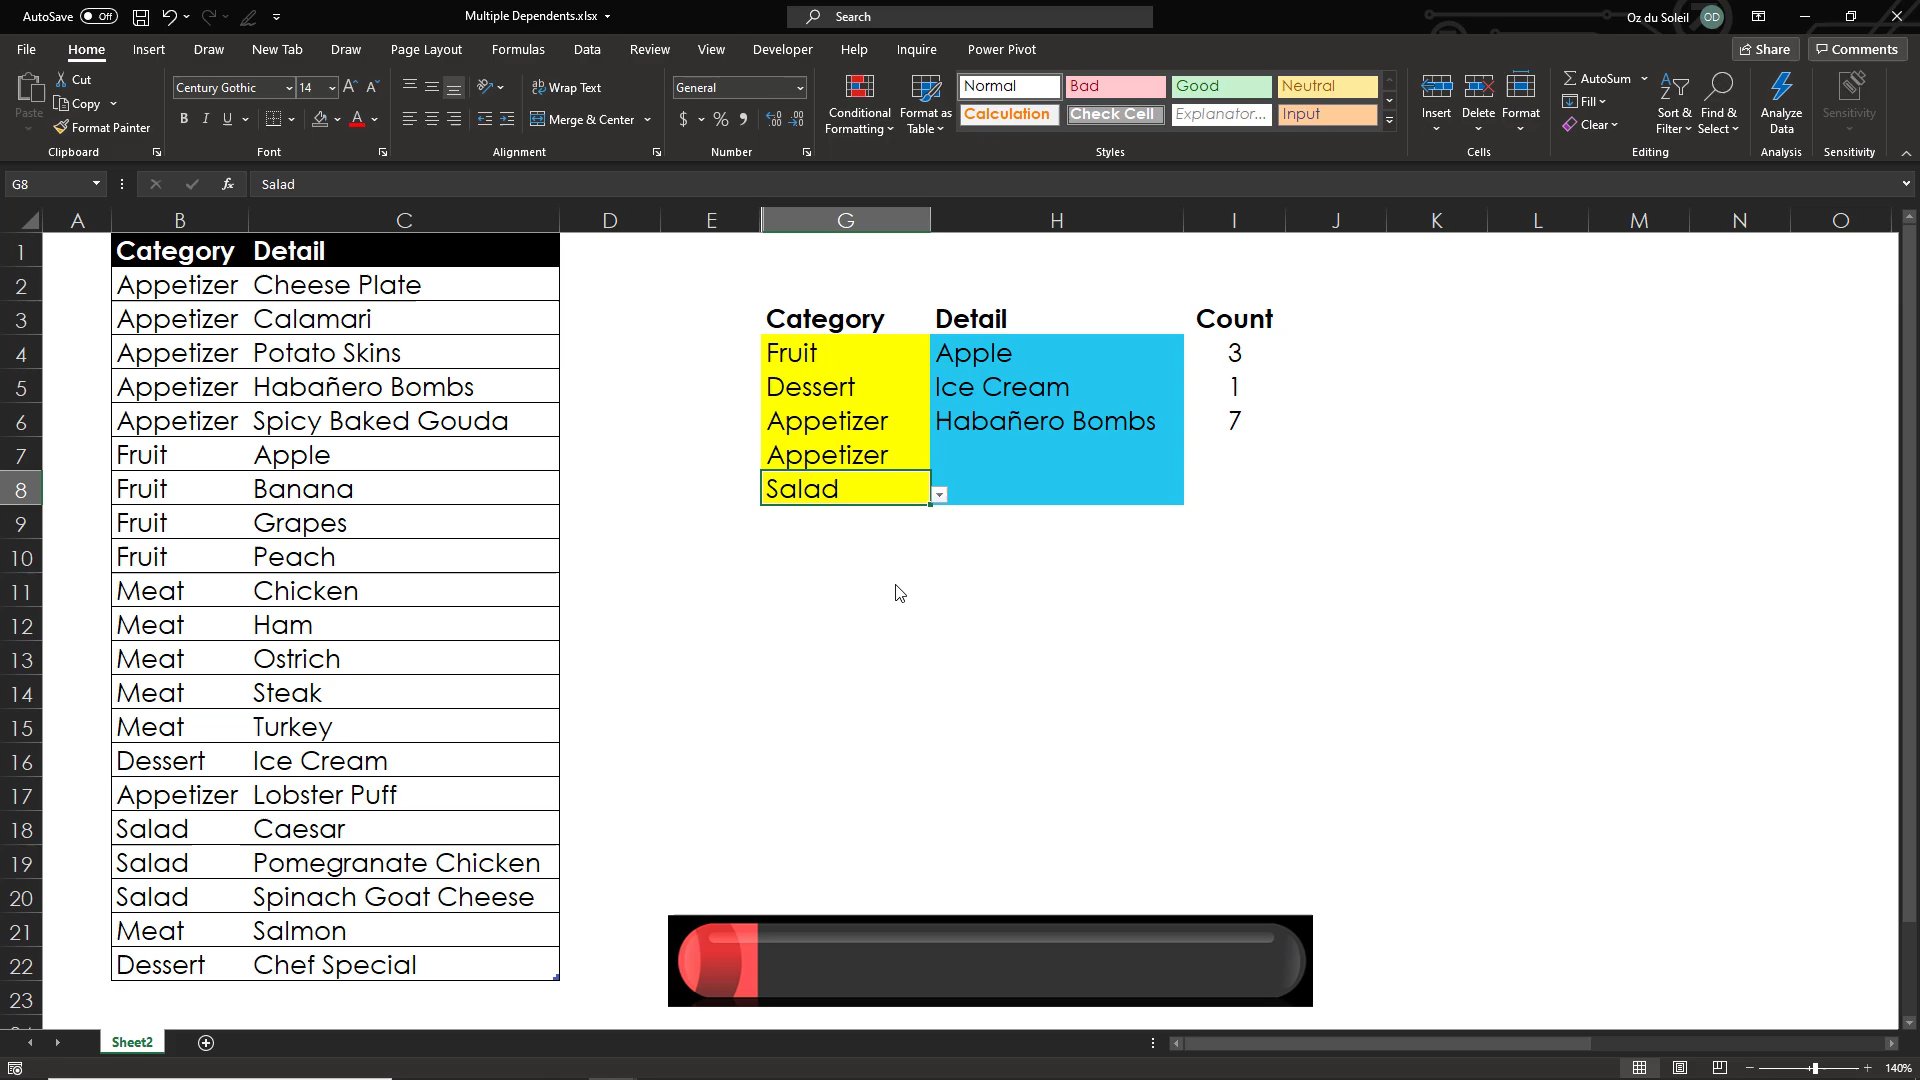 AutoSave Off Multiple Dependents.xlsx Search Oz du Soleil OD
File Home Insert Draw New Tab Draw Page Layout Formulas Data Review View Developer Help Inquire Power Pivot Share Comments
Paste Cut Copy Format Painter Clipboard
Century Gothic 14 B I U A Font
Wrap Text Merge & Center Alignment
General $ % Number
Conditional Formatting Format as Table
Normal Bad Good Neutral
Calculation Check Cell Explanator... Input
Styles
Insert Delete Format Cells
AutoSum Fill Clear Sort & Filter Find & Select Editing
Analyze Data Analysis
Sensitivity Sensitivity
G8 fx Salad
A B C D E G H I J K L M N O
1 Category Detail
2 Appetizer Cheese Plate
3 Appetizer Calamari Category Detail Count
4 Appetizer Potato Skins Fruit Apple 3
5 Appetizer Habañero Bombs Dessert Ice Cream 1
6 Appetizer Spicy Baked Gouda Appetizer Habañero Bombs 7
7 Fruit Apple Appetizer
8 Fruit Banana Salad
9 Fruit Grapes
10 Fruit Peach
11 Meat Chicken
12 Meat Ham
13 Meat Ostrich
14 Meat Steak
15 Meat Turkey
16 Dessert Ice Cream
17 Appetizer Lobster Puff
18 Salad Caesar
19 Salad Pomegranate Chicken
20 Salad Spinach Goat Cheese
21 Meat Salmon
22 Dessert Chef Special
23
Sheet2
140%